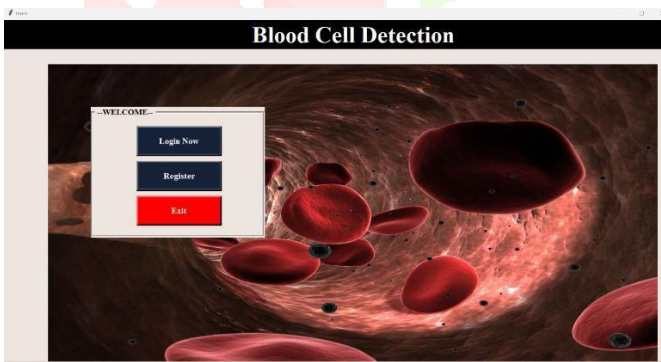 Blood Cell Detection
--WELCOME--
Login Now
Register
Exit